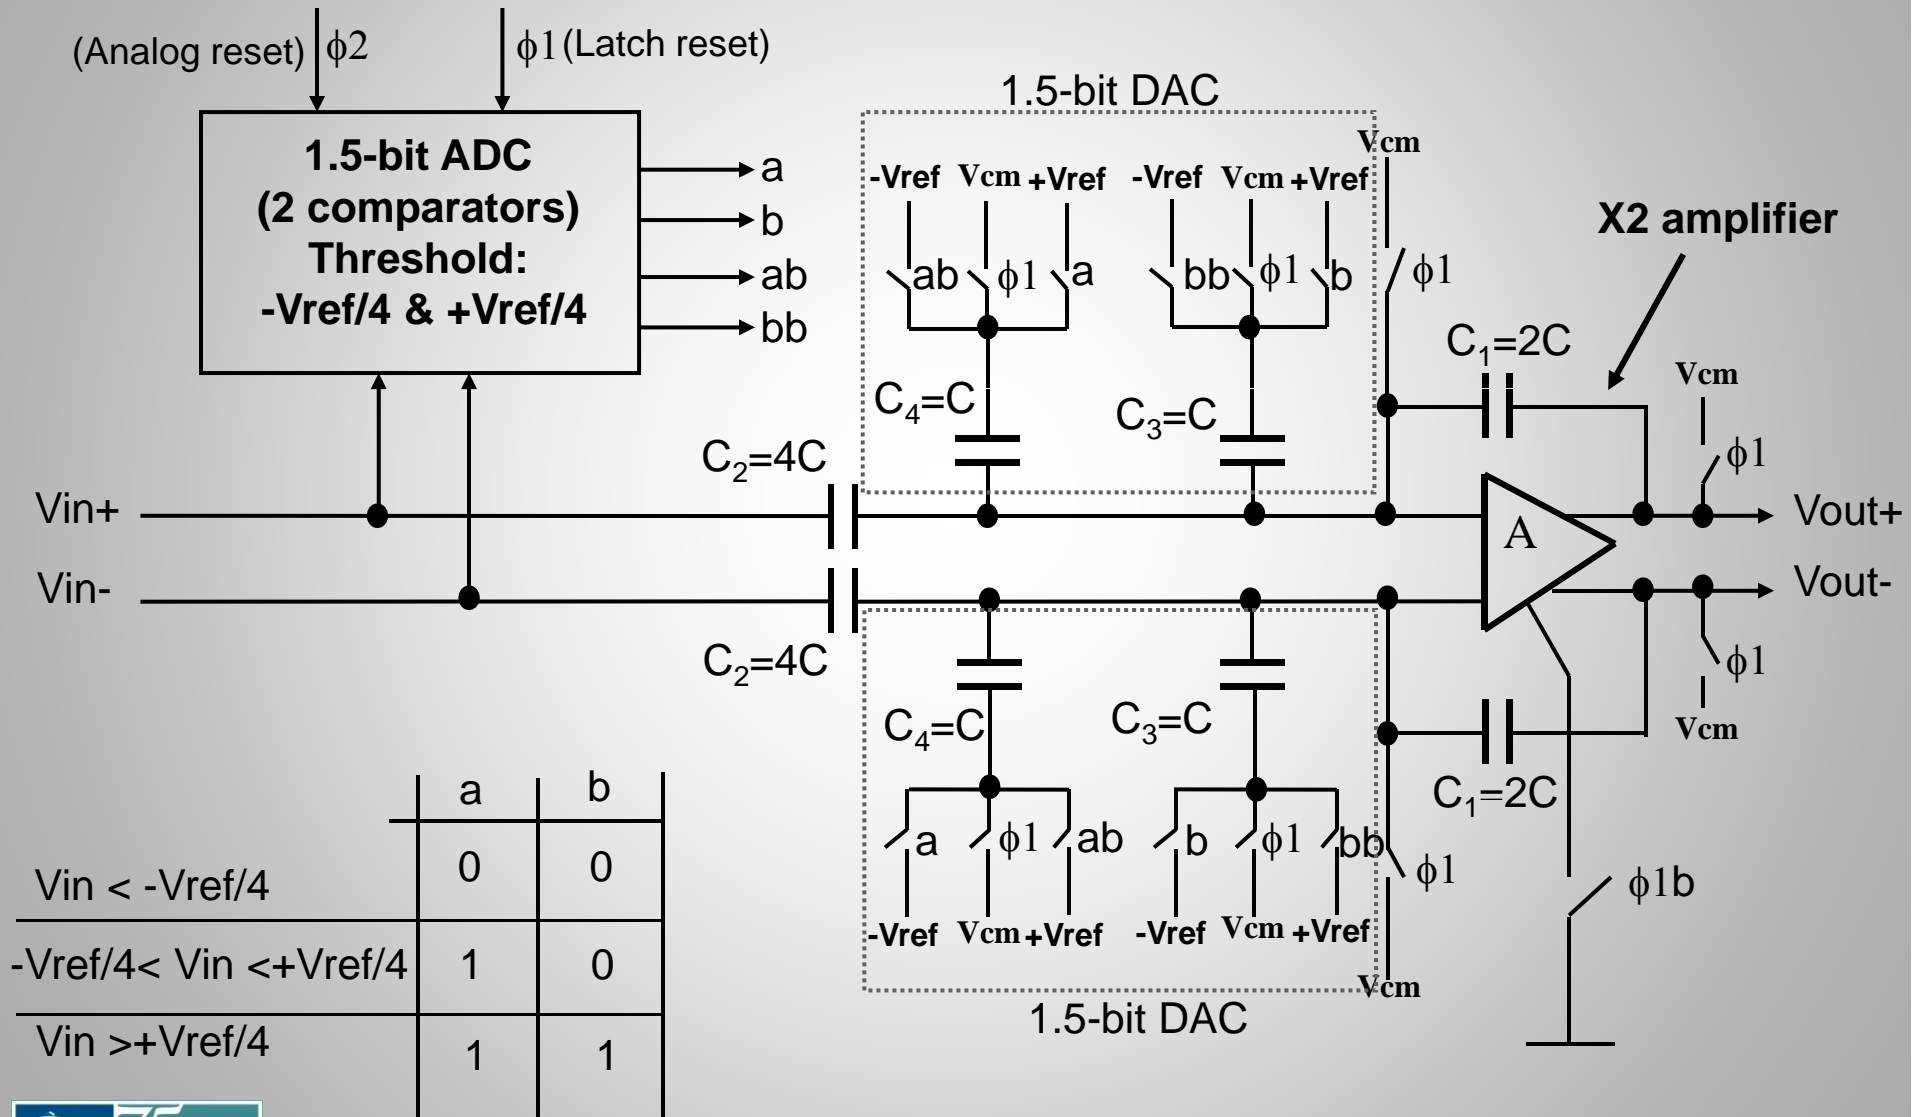 (Analog reset) ϕ2 ϕ1 (Latch reset)
1.5-bit ADC
(2 comparators)
Threshold:
-Vref/4 & +Vref/4
a
b
ab
bb
1.5-bit DAC
Vcm
-Vref Vcm +Vref -Vref Vcm +Vref
ab ϕ1 a bb ϕ1 b ϕ1
X2 amplifier
C4=C
C3=C
C1=2C
Vcm
ϕ1
C2=4C
Vin+
Vin-
A
Vout+
Vout-
C2=4C
C4=C
C3=C
ϕ1
Vcm
C1=2C
a ϕ1 ab b ϕ1 bb ϕ1
ϕ1b
-Vref Vcm +Vref -Vref Vcm +Vref
Vcm
1.5-bit DAC
a b
Vin < -Vref/4 0 0
-Vref/4< Vin <+Vref/4 1 0
Vin >+Vref/4 1 1